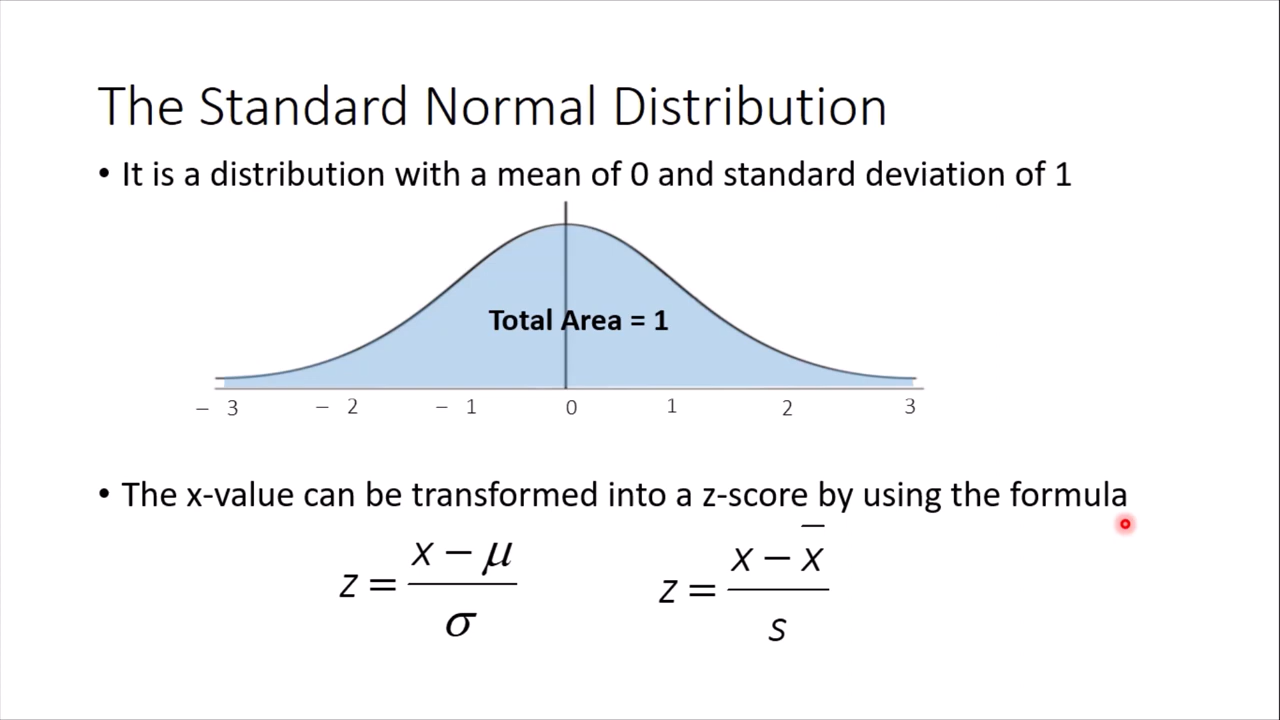 The Standard Normal Distribution
• It is a distribution with a mean of 0 and standard deviation of 1
Total Area = 1
– 3 – 2 – 1 0 1 2 3
• The x-value can be transformed into a z-score by using the formula
z = (x − μ) / σ z = (x − x̄) / s